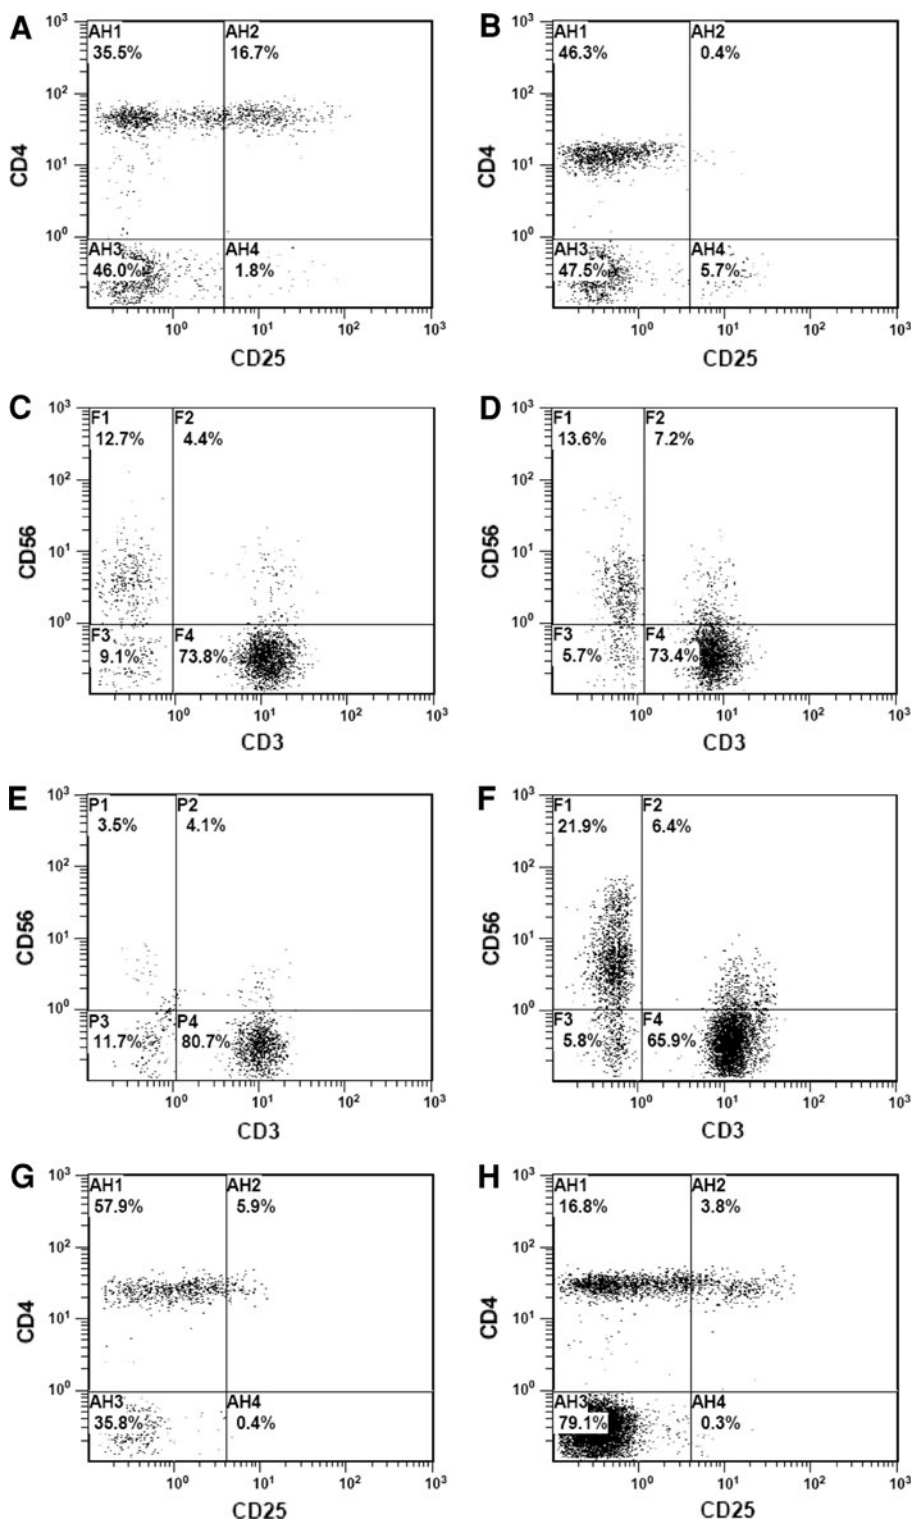 A
CD4
10³
10²
10¹
10⁰
AH1
35.5%
AH2
16.7%
AH3
46.0%
AH4
1.8%
10⁰ 10¹ 10² 10³
CD25
B
CD4
10³
10²
10¹
10⁰
AH1
46.3%
AH2
0.4%
AH3
47.5%
AH4
5.7%
10⁰ 10¹ 10² 10³
CD25
C
CD56
10³
10²
10¹
10⁰
F1
12.7%
F2
4.4%
F3
9.1%
F4
73.8%
10⁰ 10¹ 10² 10³
CD3
D
CD56
10³
10²
10¹
10⁰
F1
13.6%
F2
7.2%
F3
5.7%
F4
73.4%
10⁰ 10¹ 10² 10³
CD3
E
CD56
10³
10²
10¹
10⁰
P1
3.5%
P2
4.1%
P3
11.7%
P4
80.7%
10⁰ 10¹ 10² 10³
CD3
F
CD56
10³
10²
10¹
10⁰
F1
21.9%
F2
6.4%
F3
5.8%
F4
65.9%
10⁰ 10¹ 10² 10³
CD3
G
CD4
10³
10²
10¹
10⁰
AH1
57.9%
AH2
5.9%
AH3
35.8%
AH4
0.4%
10⁰ 10¹ 10² 10³
CD25
H
CD4
10³
10²
10¹
10⁰
AH1
16.8%
AH2
3.8%
AH3
79.1%
AH4
0.3%
10⁰ 10¹ 10² 10³
CD25